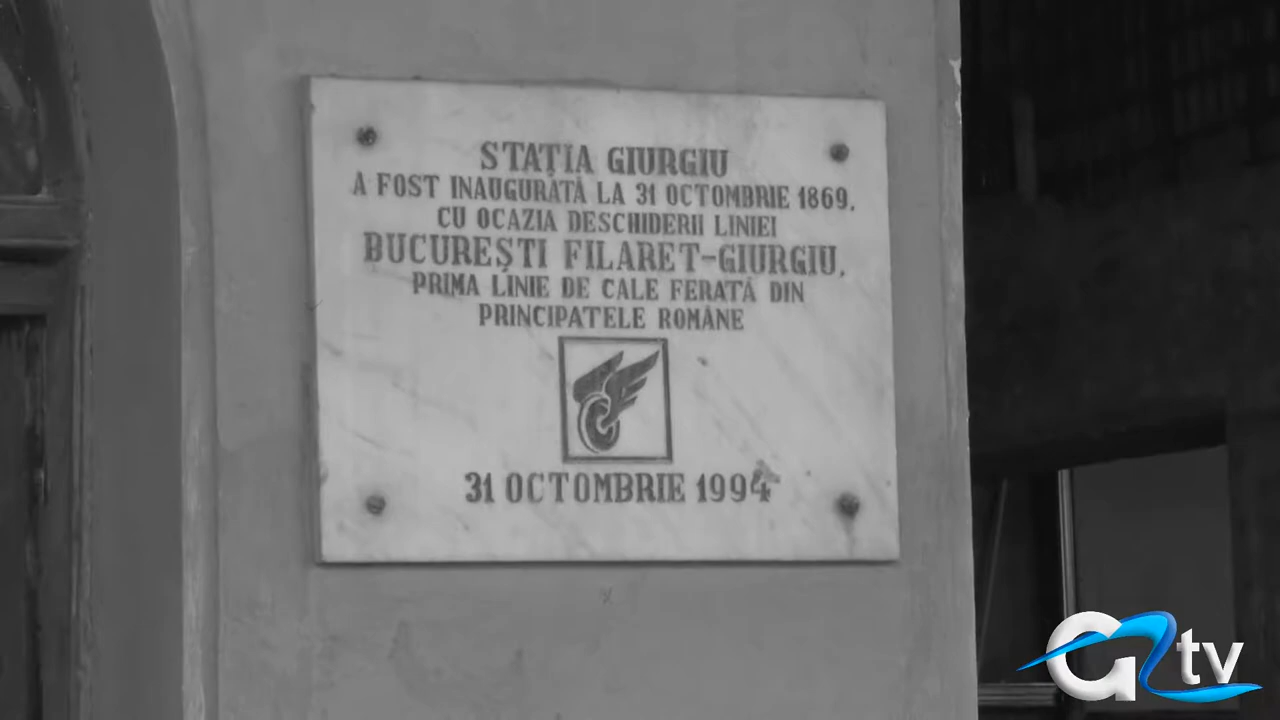 STAȚIA GIURGIU
A FOST INAUGURATĂ LA 31 OCTOMBRIE 1869,
CU OCAZIA DESCHIDERII LINIEI
BUCUREȘTI FILARET-GIURGIU,
PRIMA LINIE DE CALE FERATĂ DIN
PRINCIPATELE ROMÂNE
31 OCTOMBRIE 1994
G2tv